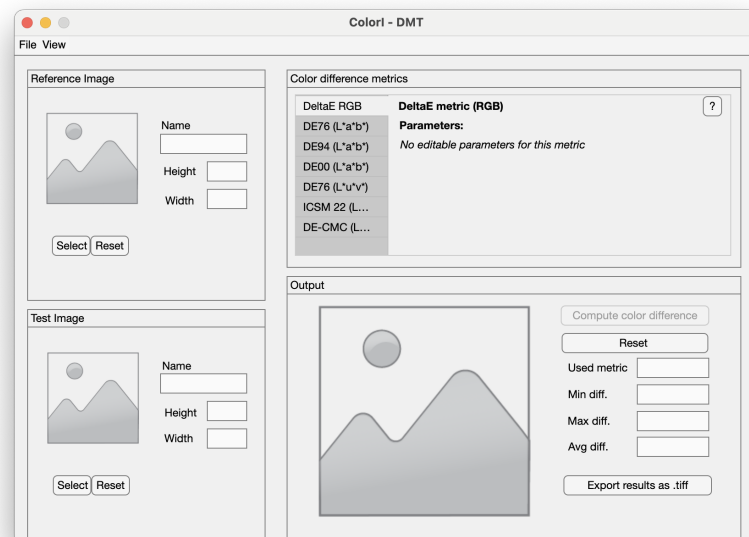 ColorI - DMT
File View
Reference Image
Name
Height
Width
Select Reset
Test Image
Name
Height
Width
Select Reset
Color difference metrics
DeltaE RGB
DE76 (L*a*b*)
DE94 (L*a*b*)
DE00 (L*a*b*)
DE76 (L*u*v*)
ICSM 22 (L...
DE-CMC (L...
DeltaE metric (RGB)
?
Parameters:
No editable parameters for this metric
Output
Compute color difference
Reset
Used metric
Min diff.
Max diff.
Avg diff.
Export results as .tiff